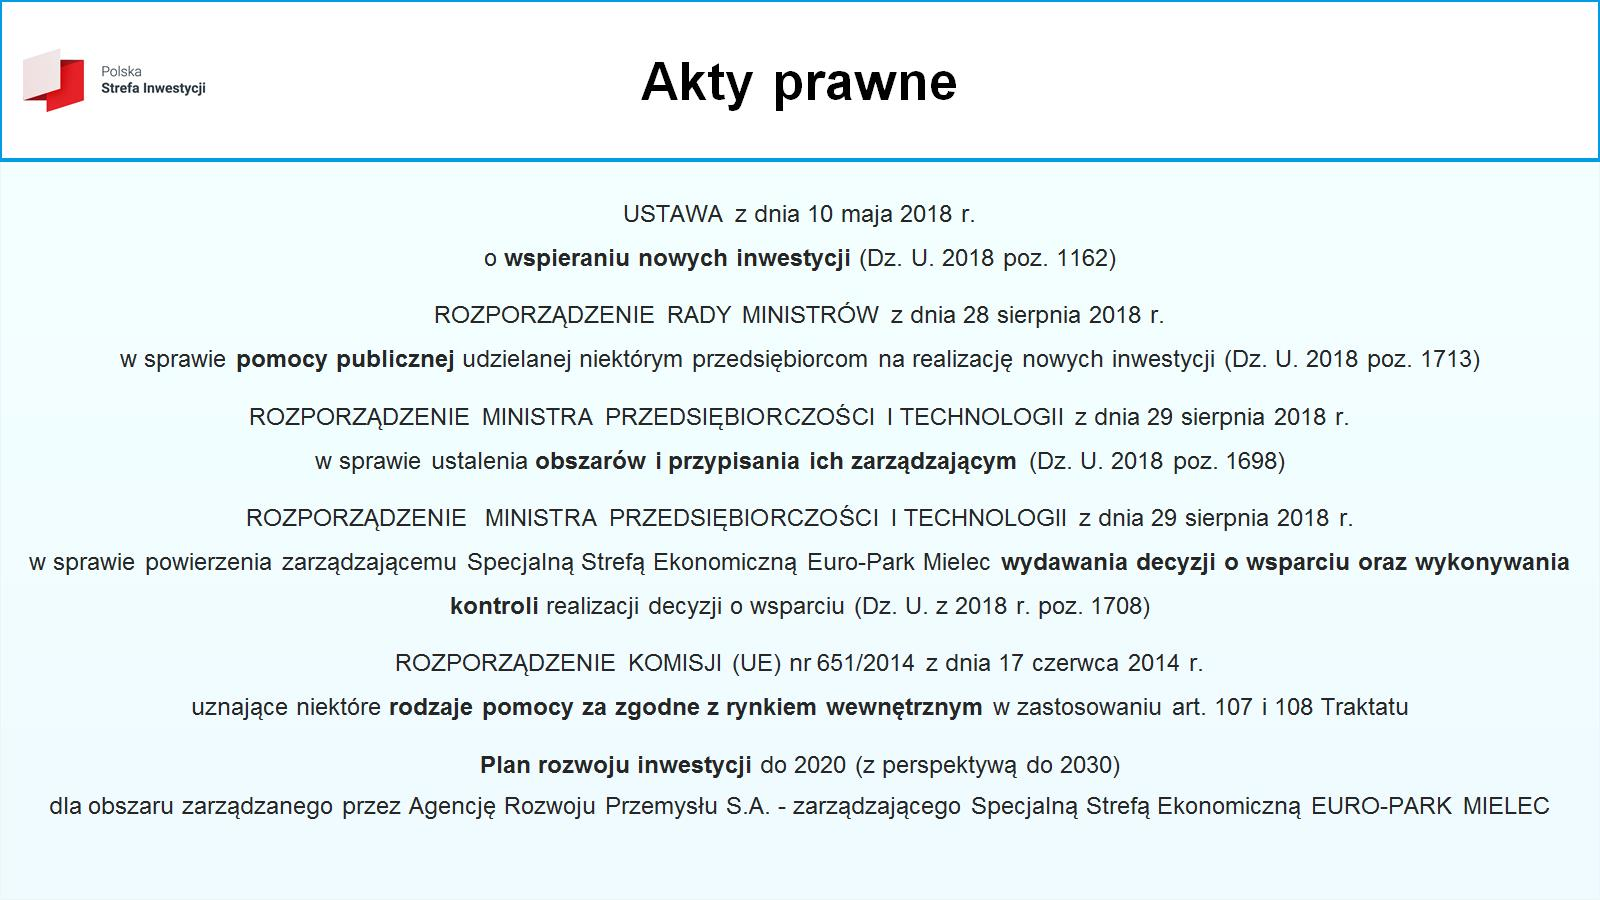 Polska
Strefa Inwestycji
Akty prawne
USTAWA z dnia 10 maja 2018 r.
o wspieraniu nowych inwestycji (Dz. U. 2018 poz. 1162)
ROZPORZĄDZENIE RADY MINISTRÓW z dnia 28 sierpnia 2018 r.
w sprawie pomocy publicznej udzielanej niektórym przedsiębiorcom na realizację nowych inwestycji (Dz. U. 2018 poz. 1713)
ROZPORZĄDZENIE MINISTRA PRZEDSIĘBIORCZOŚCI I TECHNOLOGII z dnia 29 sierpnia 2018 r.
w sprawie ustalenia obszarów i przypisania ich zarządzającym (Dz. U. 2018 poz. 1698)
ROZPORZĄDZENIE MINISTRA PRZEDSIĘBIORCZOŚCI I TECHNOLOGII z dnia 29 sierpnia 2018 r.
w sprawie powierzenia zarządzającemu Specjalną Strefą Ekonomiczną Euro-Park Mielec wydawania decyzji o wsparciu oraz wykonywania
kontroli realizacji decyzji o wsparciu (Dz. U. z 2018 r. poz. 1708)
ROZPORZĄDZENIE KOMISJI (UE) nr 651/2014 z dnia 17 czerwca 2014 r.
uznające niektóre rodzaje pomocy za zgodne z rynkiem wewnętrznym w zastosowaniu art. 107 i 108 Traktatu
Plan rozwoju inwestycji do 2020 (z perspektywą do 2030)
dla obszaru zarządzanego przez Agencję Rozwoju Przemysłu S.A. - zarządzającego Specjalną Strefą Ekonomiczną EURO-PARK MIELEC